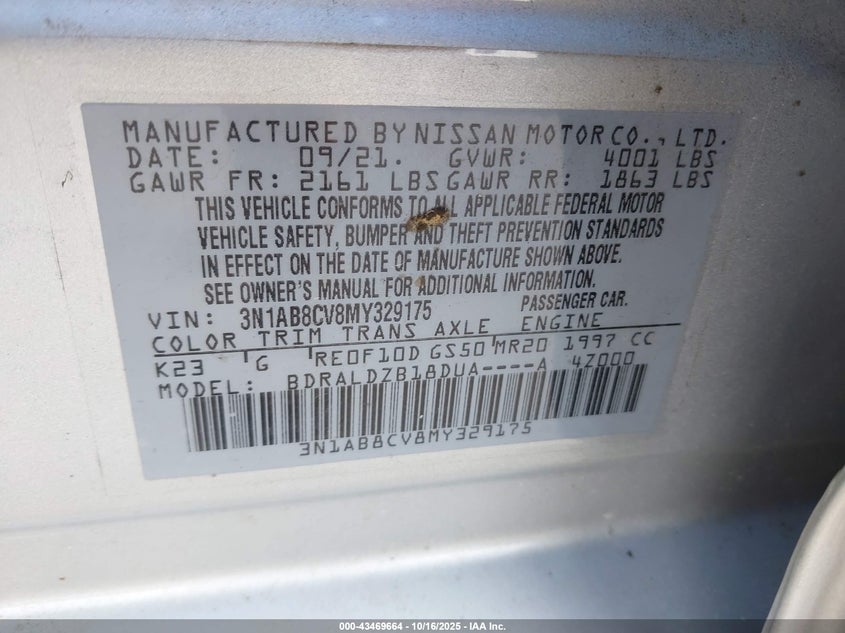 MANUFACTURED BY NISSAN MOTOR CO., LTD.
DATE: 09/21. GVWR: 4001 LBS
GAWR FR: 2161 LBS GAWR RR: 1863 LBS
THIS VEHICLE CONFORMS TO ALL APPLICABLE FEDERAL MOTOR
VEHICLE SAFETY, BUMPER AND THEFT PREVENTION STANDARDS
IN EFFECT ON THE DATE OF MANUFACTURE SHOWN ABOVE.
SEE OWNER'S MANUAL FOR ADDITIONAL INFORMATION.
VIN: 3N1AB8CV8MY329175 PASSENGER CAR.
COLOR TRIM TRANS AXLE ENGINE
K23 G RE0F10D GS50 MR20 1997 CC
MODEL: BDRALDZB18DUA----A 4Z000
3N1AB8CV8MY329175
000-43469664 - 10/16/2025 - IAA Inc.